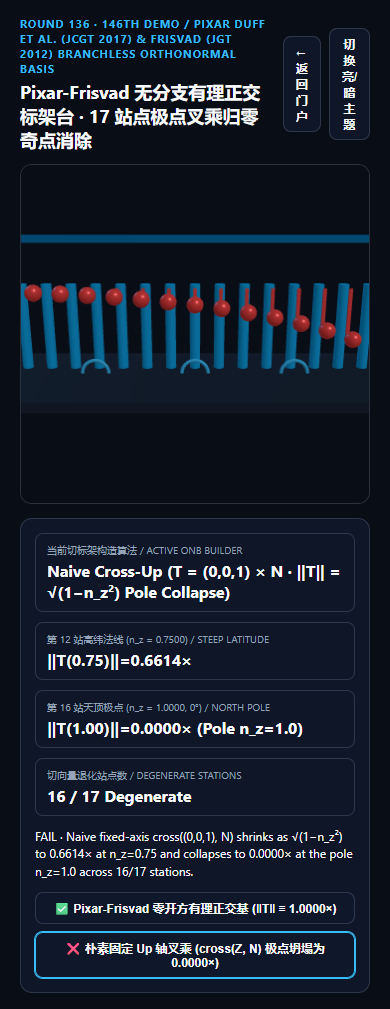 ROUND 136 · 146TH DEMO / PIXAR DUFF
ET AL. (JCGT 2017) & FRISVAD (JGT
2012) BRANCHLESS ORTHONORMAL
BASIS
Pixar-Frisvad 无分支有理正交
标架台 · 17 站点极点叉乘归零
奇点消除
←
返
回
门
户
切
换
亮/
暗
主
题
当前切标架构造算法 / ACTIVE ONB BUILDER
Naive Cross-Up (T = (0,0,1) × N · ||T|| =
√(1−n_z²) Pole Collapse)
第 12 站高纬法线 (n_z = 0.7500) / STEEP LATITUDE
||T(0.75)||=0.6614×
第 16 站天顶极点 (n_z = 1.0000, 0°) / NORTH POLE
||T(1.00)||=0.0000× (Pole n_z=1.0)
切向量退化站点数 / DEGENERATE STATIONS
16 / 17 Degenerate
FAIL · Naive fixed-axis cross((0,0,1), N) shrinks as √(1−n_z²)
to 0.6614× at n_z=0.75 and collapses to 0.0000× at the pole
n_z=1.0 across 16/17 stations.
✅ Pixar-Frisvad 零开方有理正交基 (||T|| ≡ 1.0000×)
❌ 朴素固定 Up 轴叉乘 (cross(Z, N) 极点坍塌为
0.0000×)